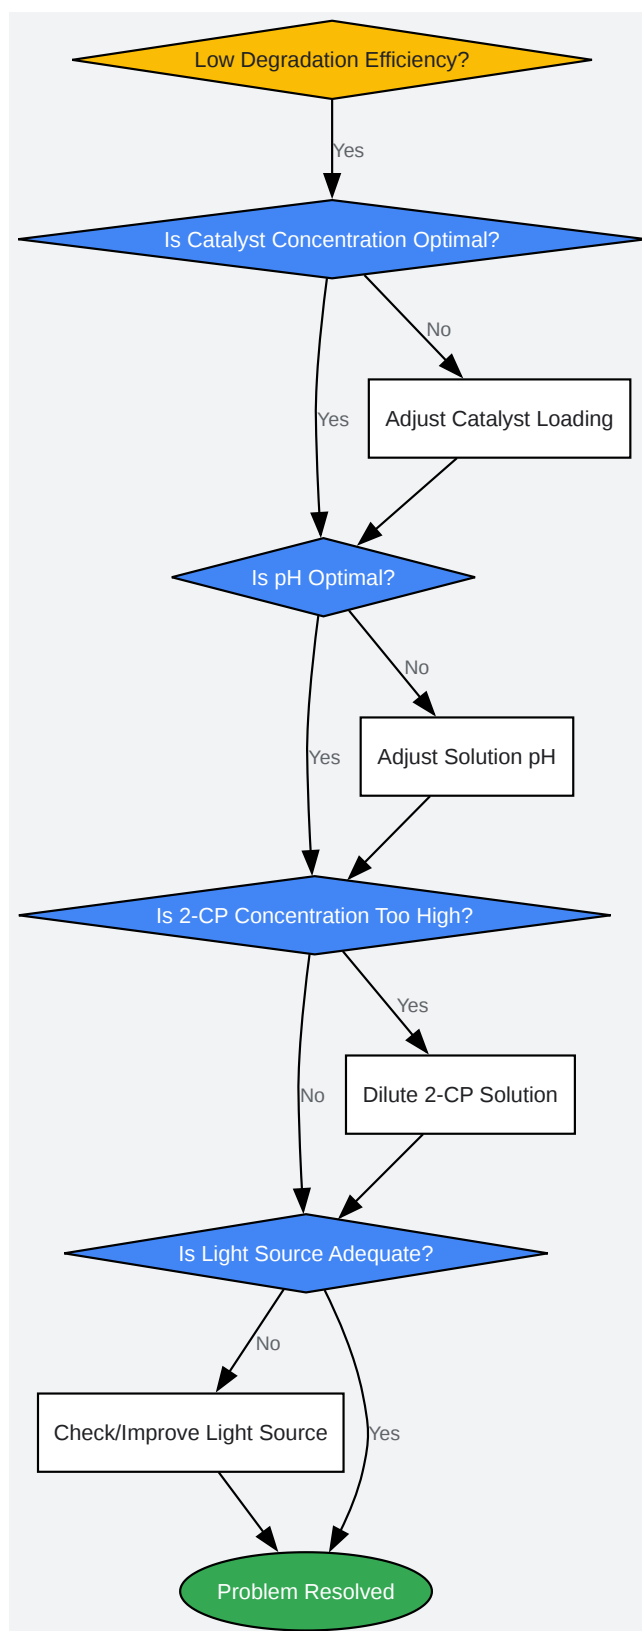 Low Degradation Efficiency?
Yes
Is Catalyst Concentration Optimal?
No
Adjust Catalyst Loading
Yes
Is pH Optimal?
No
Adjust Solution pH
Yes
Is 2-CP Concentration Too High?
Yes
Dilute 2-CP Solution
No
Is Light Source Adequate?
No
Check/Improve Light Source
Yes
Problem Resolved